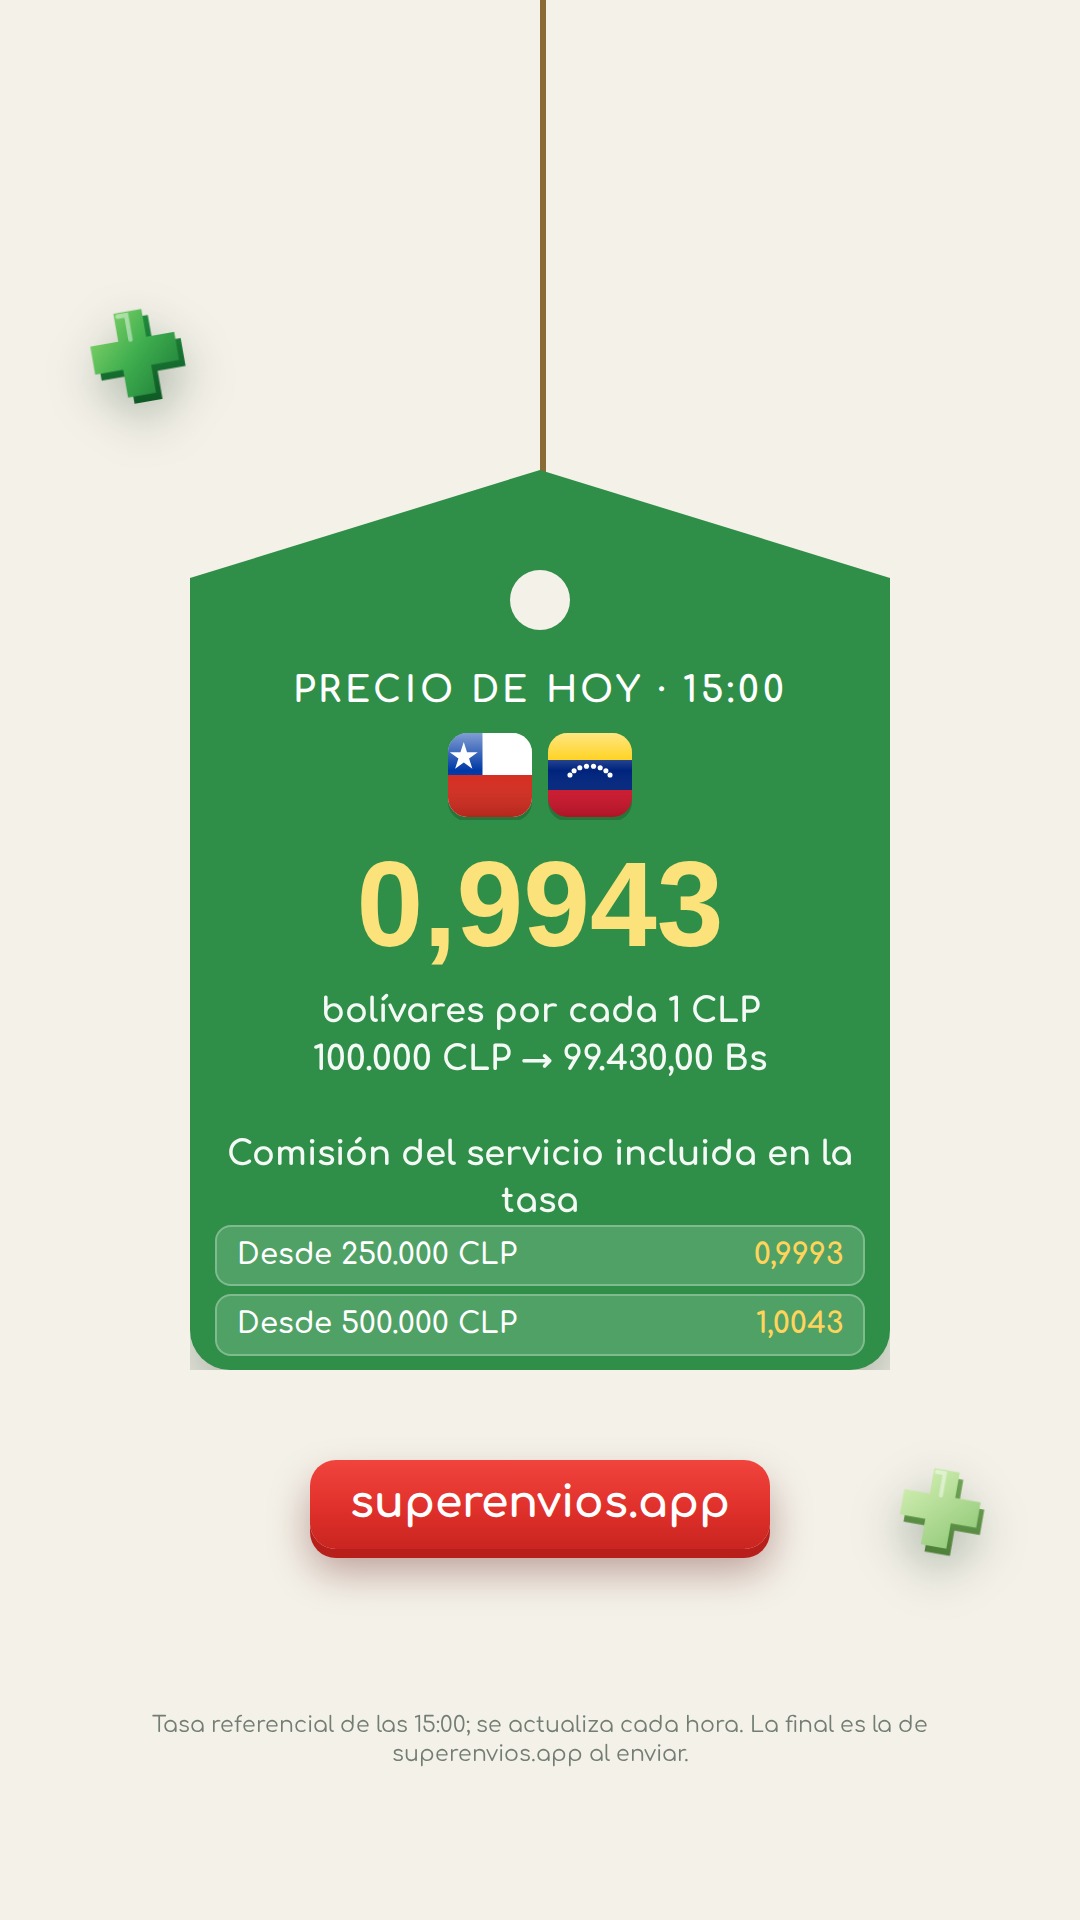 PRECIO DE HOY · 15:00
0,9943
bolívares por cada 1 CLP
100.000 CLP → 99.430,00 Bs
Comisión del servicio incluida en la
tasa
Desde 250.000 CLP 0,9993
Desde 500.000 CLP 1,0043
superenvios.app
Tasa referencial de las 15:00; se actualiza cada hora. La final es la de
superenvios.app al enviar.